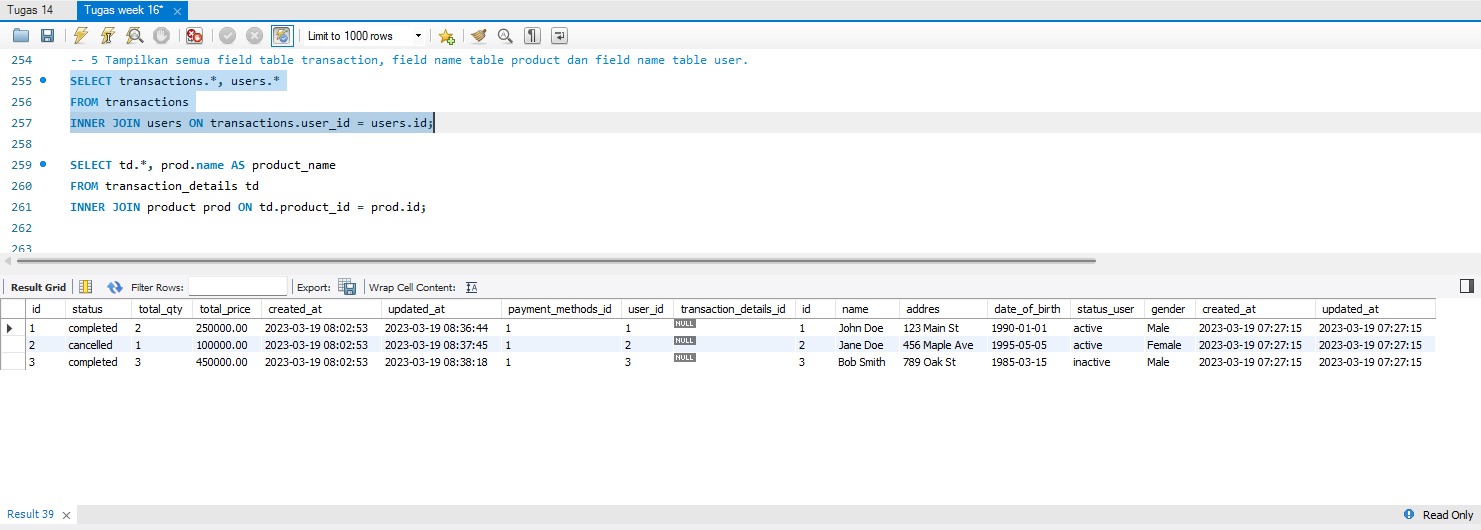 Tugas 14
Tugas week 16*
Limit to 1000 rows
254 -- 5 Tampilkan semua field table transaction, field name table product dan field name table user.
255 SELECT transactions.*, users.*
256 FROM transactions
257 INNER JOIN users ON transactions.user_id = users.id;
258
259 SELECT td.*, prod.name AS product_name
260 FROM transaction_details td
261 INNER JOIN product prod ON td.product_id = prod.id;
262
263
Result Grid Filter Rows: Export: Wrap Cell Content: IA
id status total_qty total_price created_at updated_at payment_methods_id user_id transaction_details_id id name addres date_of_birth status_user gender created_at updated_at
1 completed 2 250000.00 2023-03-19 08:02:53 2023-03-19 08:36:44 1 1 NULL 1 John Doe 123 Main St 1990-01-01 active Male 2023-03-19 07:27:15 2023-03-19 07:27:15
2 cancelled 1 100000.00 2023-03-19 08:02:53 2023-03-19 08:37:45 1 2 NULL 2 Jane Doe 456 Maple Ave 1995-05-05 active Female 2023-03-19 07:27:15 2023-03-19 07:27:15
3 completed 3 450000.00 2023-03-19 08:02:53 2023-03-19 08:38:18 1 3 NULL 3 Bob Smith 789 Oak St 1985-03-15 inactive Male 2023-03-19 07:27:15 2023-03-19 07:27:15
Result 39
Read Only